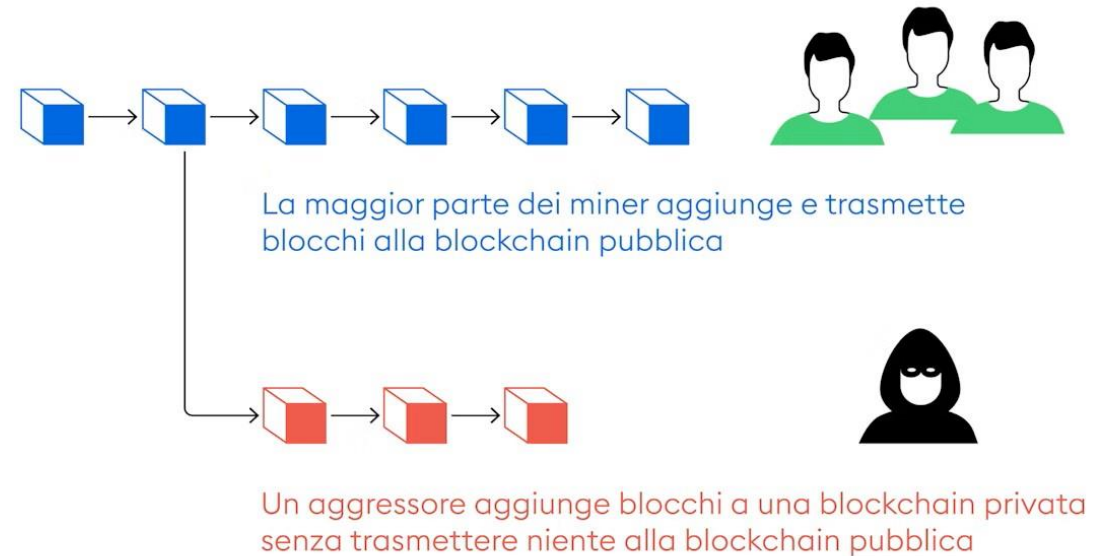 La maggior parte dei miner aggiunge e trasmette
blocchi alla blockchain pubblica
Un aggressore aggiunge blocchi a una blockchain privata
senza trasmettere niente alla blockchain pubblica